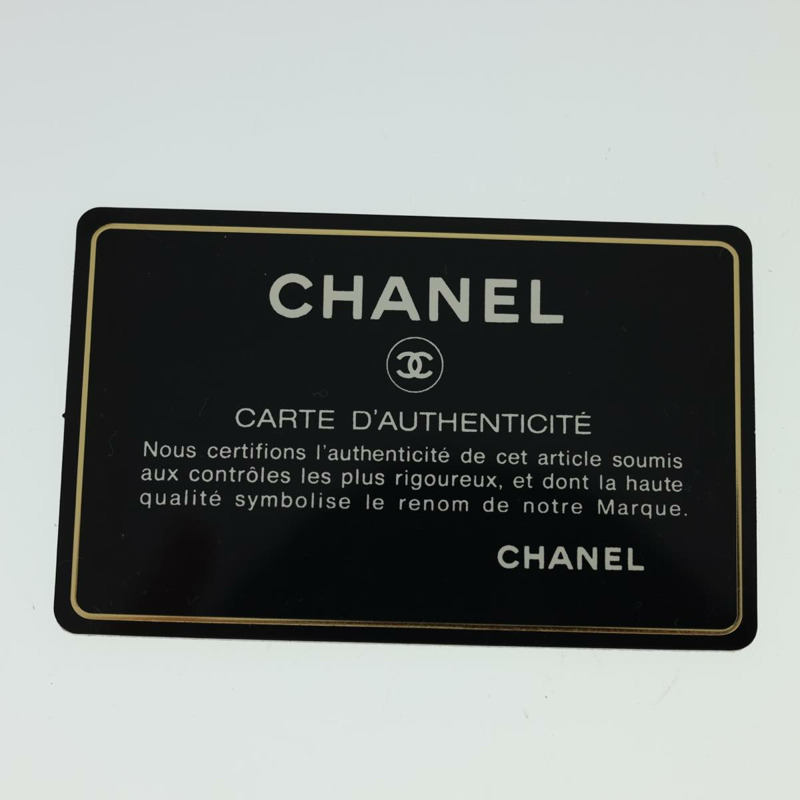 CHANEL
CARTE D'AUTHENTICITÉ
Nous certifions l'authenticité de cet article soumis
aux contrôles les plus rigoureux, et dont la haute
qualité symbolise le renom de notre Marque.
CHANEL